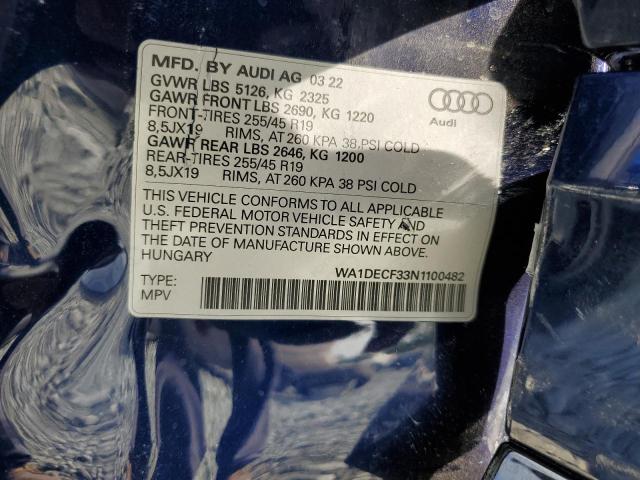 MFD. BY AUDI AG 03 22
GVWR LBS 5126, KG 2325
GAWR FRONT LBS 2690, KG 1220
FRONT-TIRES 255/45 R19
8,5JX19 RIMS, AT 260 KPA 38 PSI COLD
GAWR REAR LBS 2646, KG 1200
REAR-TIRES 255/45 R19
8,5JX19 RIMS, AT 260 KPA 38 PSI COLD
Audi
THIS VEHICLE CONFORMS TO ALL APPLICABLE
U.S. FEDERAL MOTOR VEHICLE SAFETY AND
THEFT PREVENTION STANDARDS IN EFFECT ON
THE DATE OF MANUFACTURE SHOWN ABOVE.
HUNGARY
WA1DECF33N1100482
TYPE:
MPV